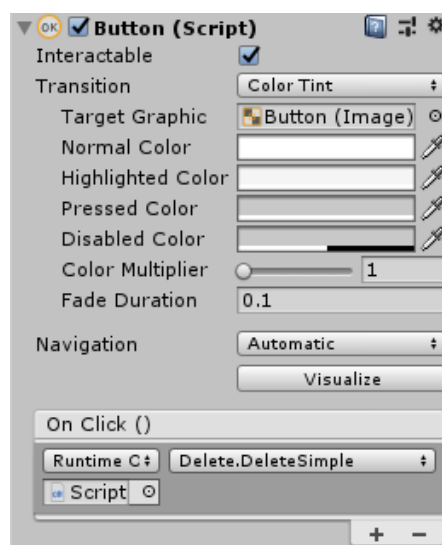 OK Button (Script)
Interactable
Transition Color Tint
Target Graphic Button (Image)
Normal Color
Highlighted Color
Pressed Color
Disabled Color
Color Multiplier 1
Fade Duration 0.1
Navigation Automatic
Visualize
On Click ()
Runtime C Delete.DeleteSimple
Script